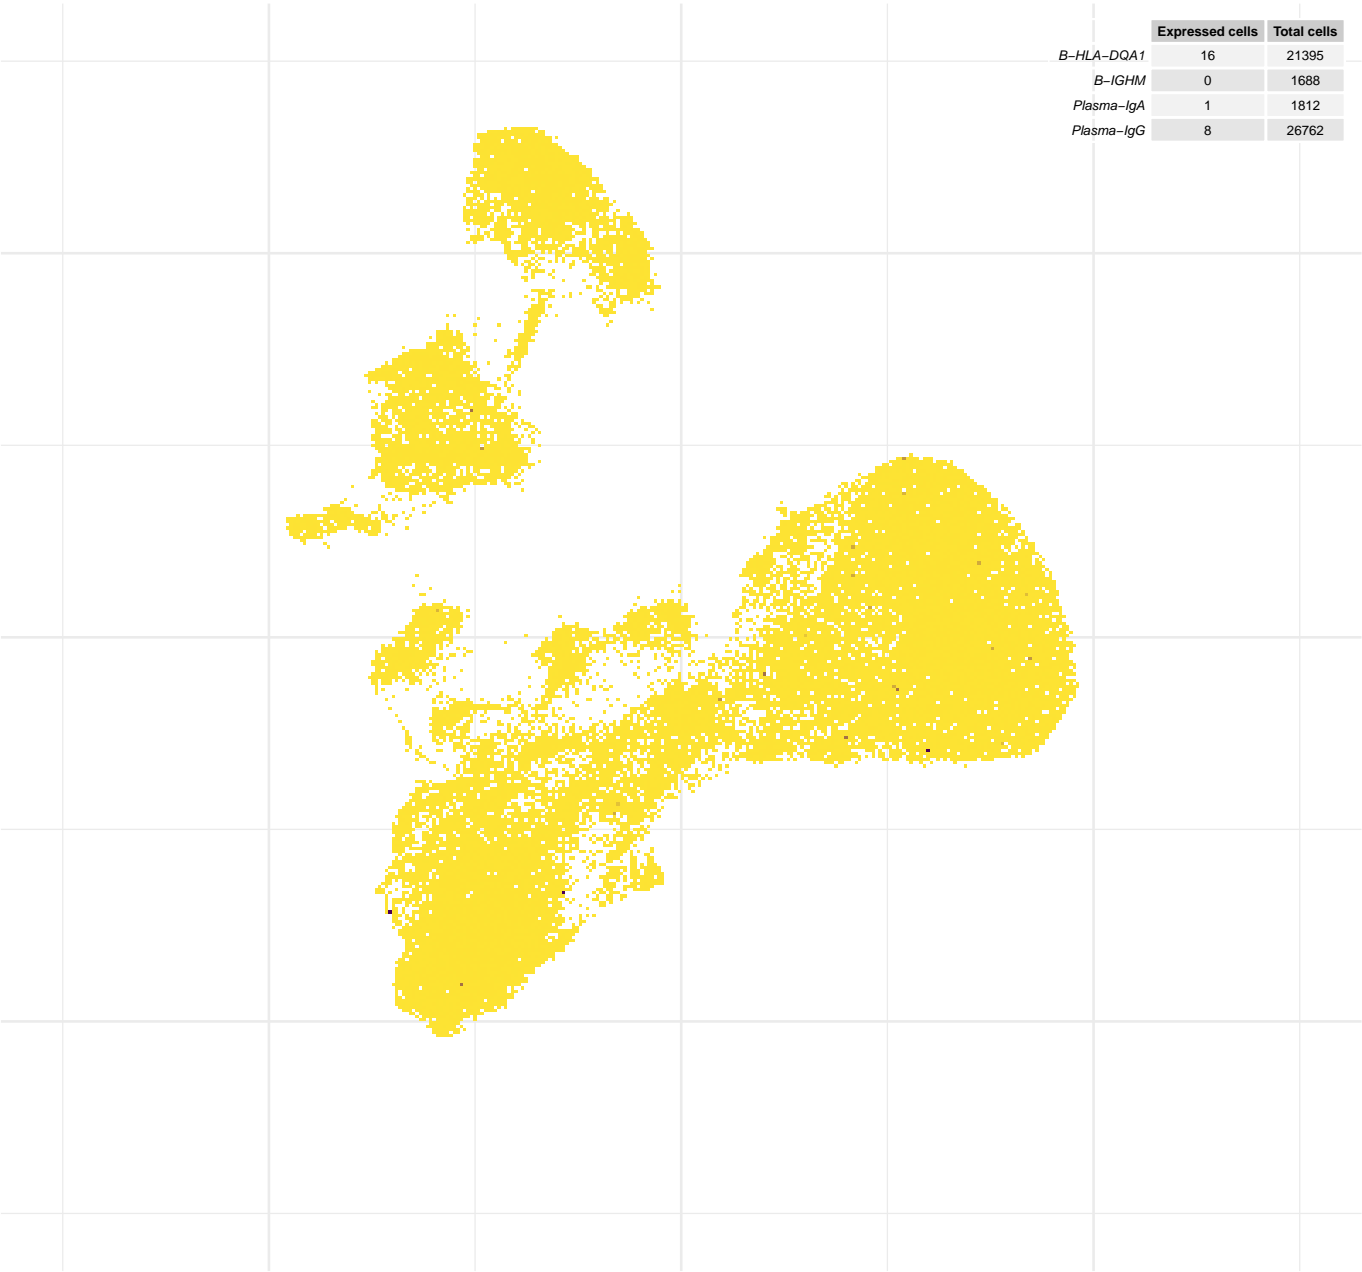 Expressed cells Total cells
B−HLA−DQA1 16 21395
B−IGHM 0 1688
Plasma−IgA 1 1812
Plasma−IgG 8 26762